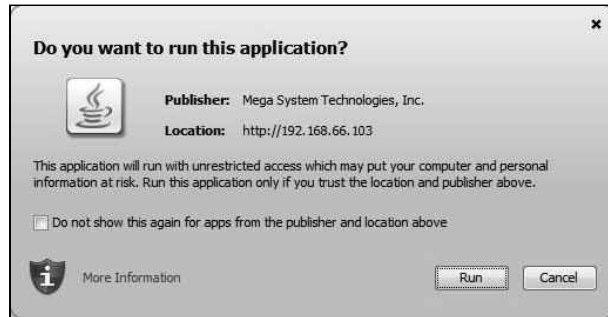 Do you want to run this application?
Publisher: Mega System Technologies, Inc.
Location: http://192.168.66.103
This application will run with unrestricted access which may put your computer and personal
information at risk. Run this application only if you trust the location and publisher above.
Do not show this again for apps from the publisher and location above
More Information
Run
Cancel